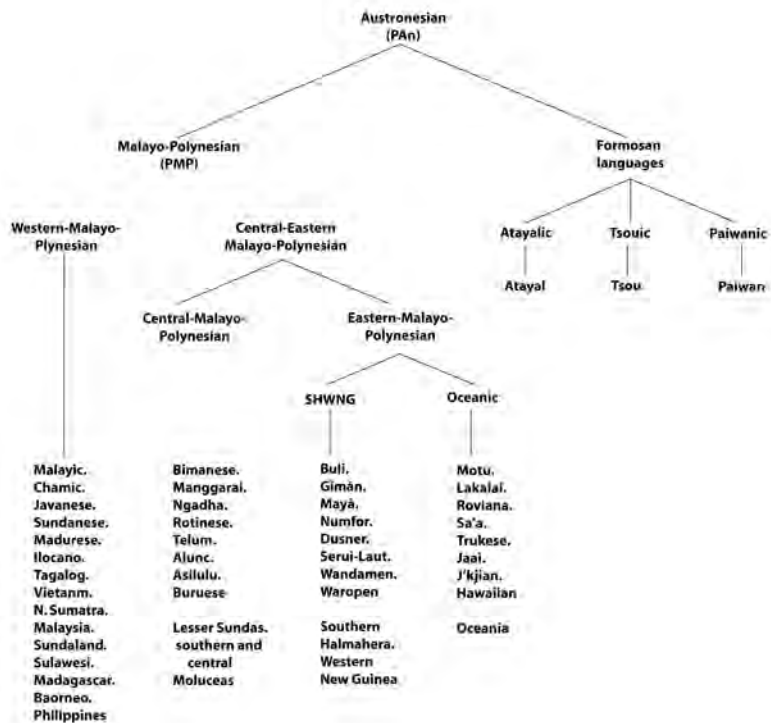 Austronesian
(PAn)
Malayo-Polynesian
(PMP)
Formosan
languages
Western-Malayo-
Plynesian
Central-Eastern
Malayo-Polynesian
Atayalic
Tsouic
Paiwanic
Atayal
Tsou
Paiwan
Central-Malayo-
Polynesian
Eastern-Malayo-
Polynesian
SHWNG
Oceanic
Malayic.
Chamic.
Javanese.
Sundanese.
Madurese.
Ilocano.
Tagalog.
Vietanm.
N. Sumatra.
Malaysia.
Sundaland.
Sulawesi.
Madagascar.
Baorneo.
Philippines
Bimanese.
Manggarai.
Ngadha.
Rotinese.
Telum.
Alunc.
Asilulu.
Buruese
Lesser Sundas.
southern and
central
Moluceas
Buli.
Giman.
Maya.
Numfor.
Dusner.
Serui-Laut.
Wandamen.
Waropen
Southern
Halmahera.
Western
New Guinea
Motu.
Lakalai.
Roviana.
Sa'a.
Trukese.
Jaai.
J'kjian.
Hawaiian
Oceania